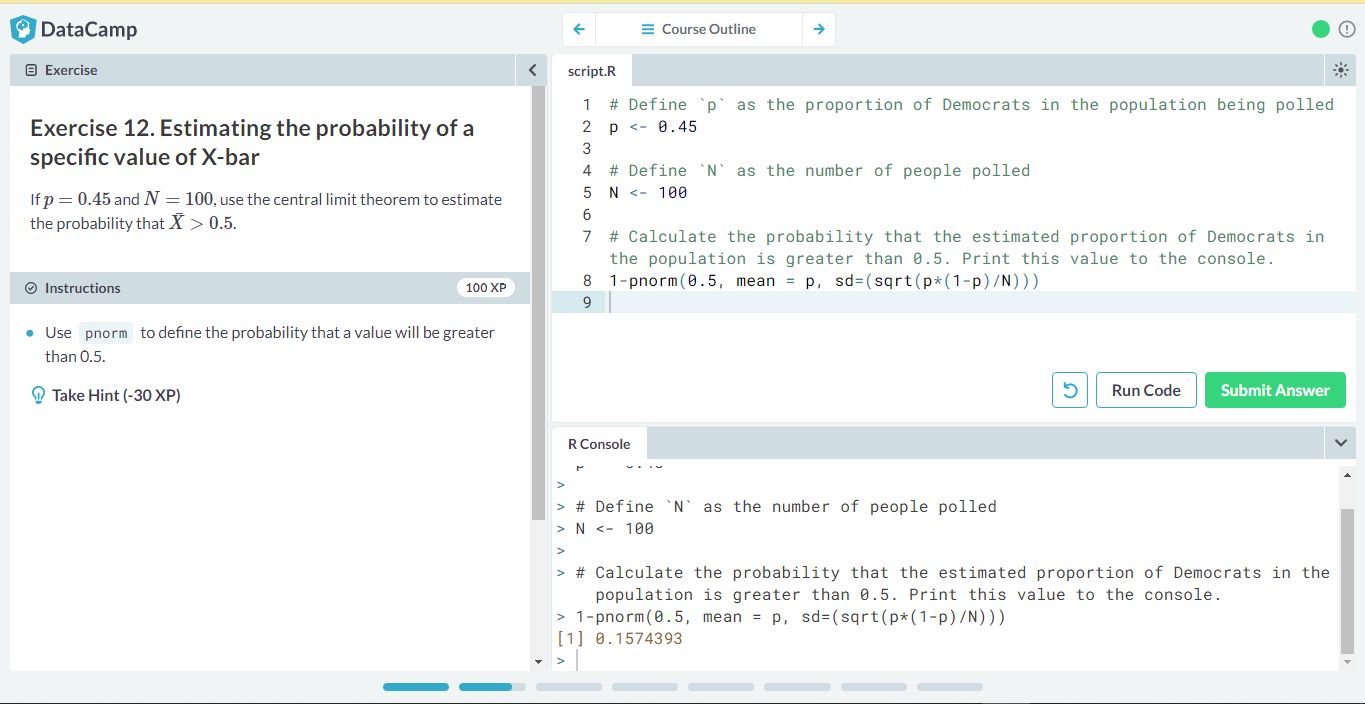 DataCamp
Course Outline
Exercise
Exercise 12. Estimating the probability of a
specific value of X-bar
If p = 0.45 and N = 100, use the central limit theorem to estimate
the probability that X̄ > 0.5.
Instructions
100 XP
Use pnorm to define the probability that a value will be greater
than 0.5.
Take Hint (-30 XP)
script.R
1 # Define `p` as the proportion of Democrats in the population being polled
2 p <- 0.45
3
4 # Define `N` as the number of people polled
5 N <- 100
6
7 # Calculate the probability that the estimated proportion of Democrats in
the population is greater than 0.5. Print this value to the console.
8 1-pnorm(0.5, mean = p, sd=(sqrt(p*(1-p)/N)))
9
Run Code
Submit Answer
R Console
>
> # Define `N` as the number of people polled
> N <- 100
>
> # Calculate the probability that the estimated proportion of Democrats in the
population is greater than 0.5. Print this value to the console.
> 1-pnorm(0.5, mean = p, sd=(sqrt(p*(1-p)/N)))
[1] 0.1574393
>